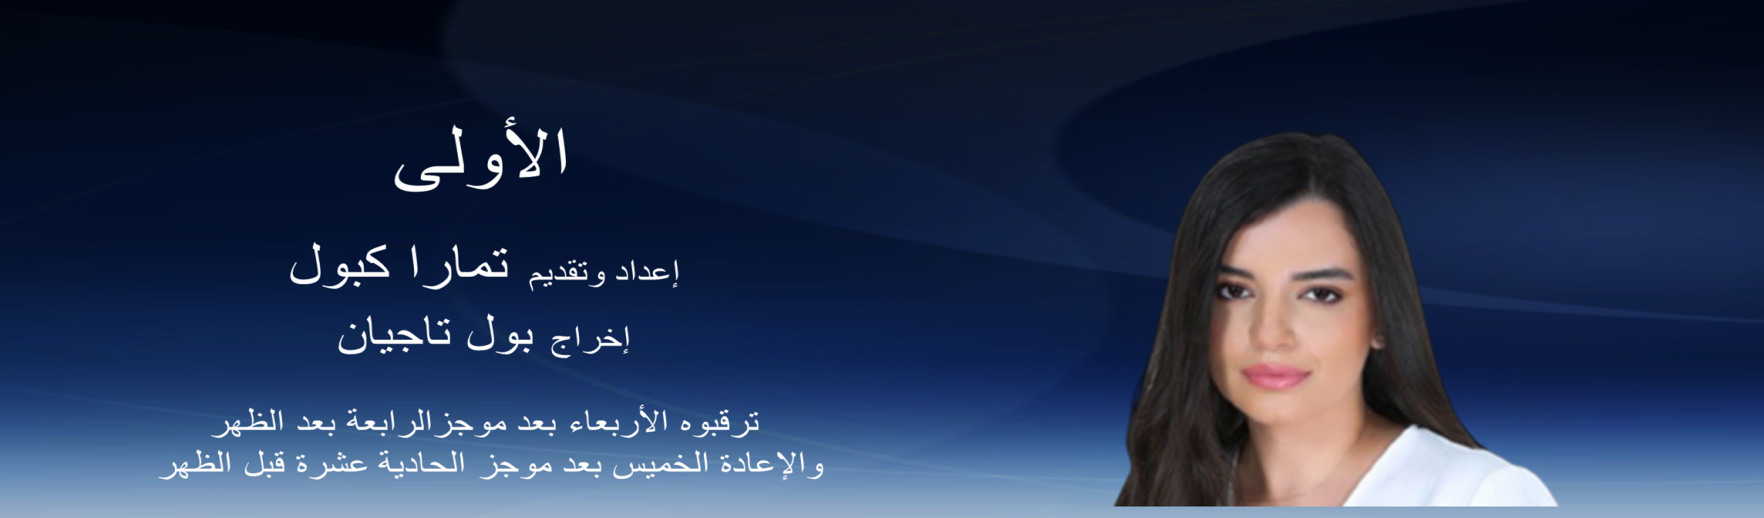 الأولى
إعداد وتقديم تمارا كبول
إخراج بول تاجيان
ترقبوه الأربعاء بعد موجزالرابعة بعد الظهر
والإعادة الخميس بعد موجز الحادية عشرة قبل الظهر